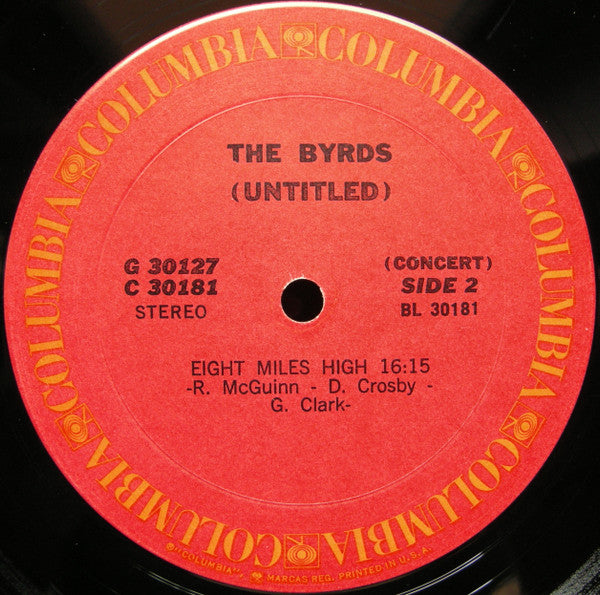 COLUMBIA COLUMBIA COLUMBIA COLUMBIA COLUMBIA COLUMBIA
THE BYRDS
(UNTITLED)
G 30127
C 30181
STEREO
(CONCERT)
SIDE 2
BL 30181
EIGHT MILES HIGH 16:15
-R. McGuinn - D. Crosby -
G. Clark-
"COLUMBIA", MARCAS REG. PRINTED IN U.S.A.